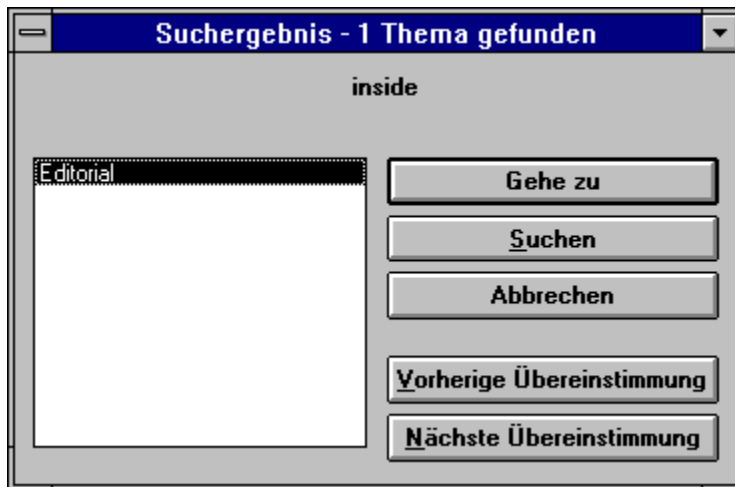 Suchergebnis - 1 Thema gefunden
inside
Editorial
Gehe zu
Suchen
Abbrechen
Vorherige Übereinstimmung
Nächste Übereinstimmung